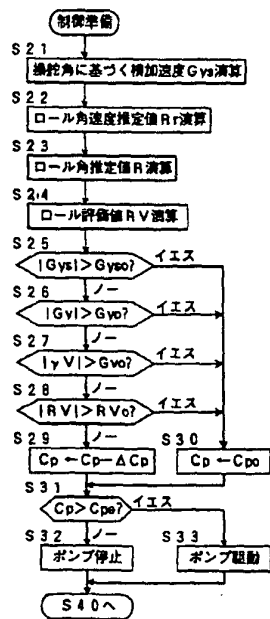 制御準備
S21
操舵角に基づく横加速度Gys演算
S22
ロール角速度推定値Rr演算
S23
ロール角推定値R演算
S24
ロール評価値RV演算
S25
|Gys|>Gyso?
イエス
ノー
S26
|Gy|>Gyo?
イエス
ノー
S27
|γV|>Gvo?
イエス
ノー
S28
|RV|>RVo?
イエス
ノー
S29
Cp←Cp-ΔCp
S30
Cp←Cpo
S31
Cp>Cpe?
イエス
S32
ノー
ポンプ停止
S33
ポンプ駆動
S40へ